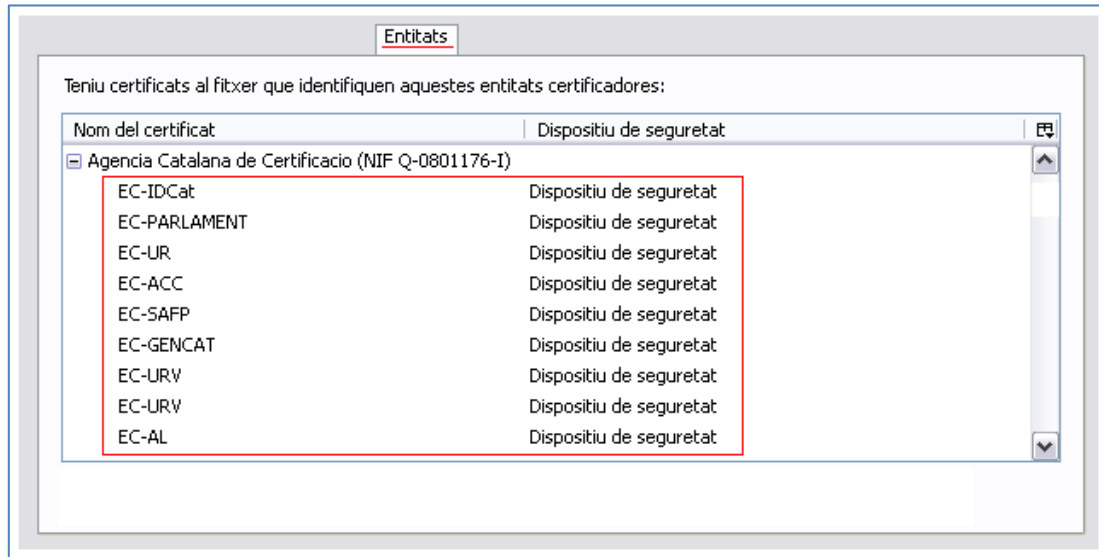 Entitats
Teniu certificats al fitxer que identifiquen aquestes entitats certificadores:
Nom del certificat Dispositiu de seguretat
Agencia Catalana de Certificacio (NIF Q-0801176-I)
EC-IDCat Dispositiu de seguretat
EC-PARLAMENT Dispositiu de seguretat
EC-UR Dispositiu de seguretat
EC-ACC Dispositiu de seguretat
EC-SAFP Dispositiu de seguretat
EC-GENCAT Dispositiu de seguretat
EC-URV Dispositiu de seguretat
EC-URV Dispositiu de seguretat
EC-AL Dispositiu de seguretat